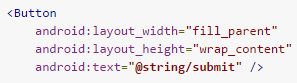 <Button
    android:layout_width="fill_parent"
    android:layout_height="wrap_content"
    android:text="@string/submit" />